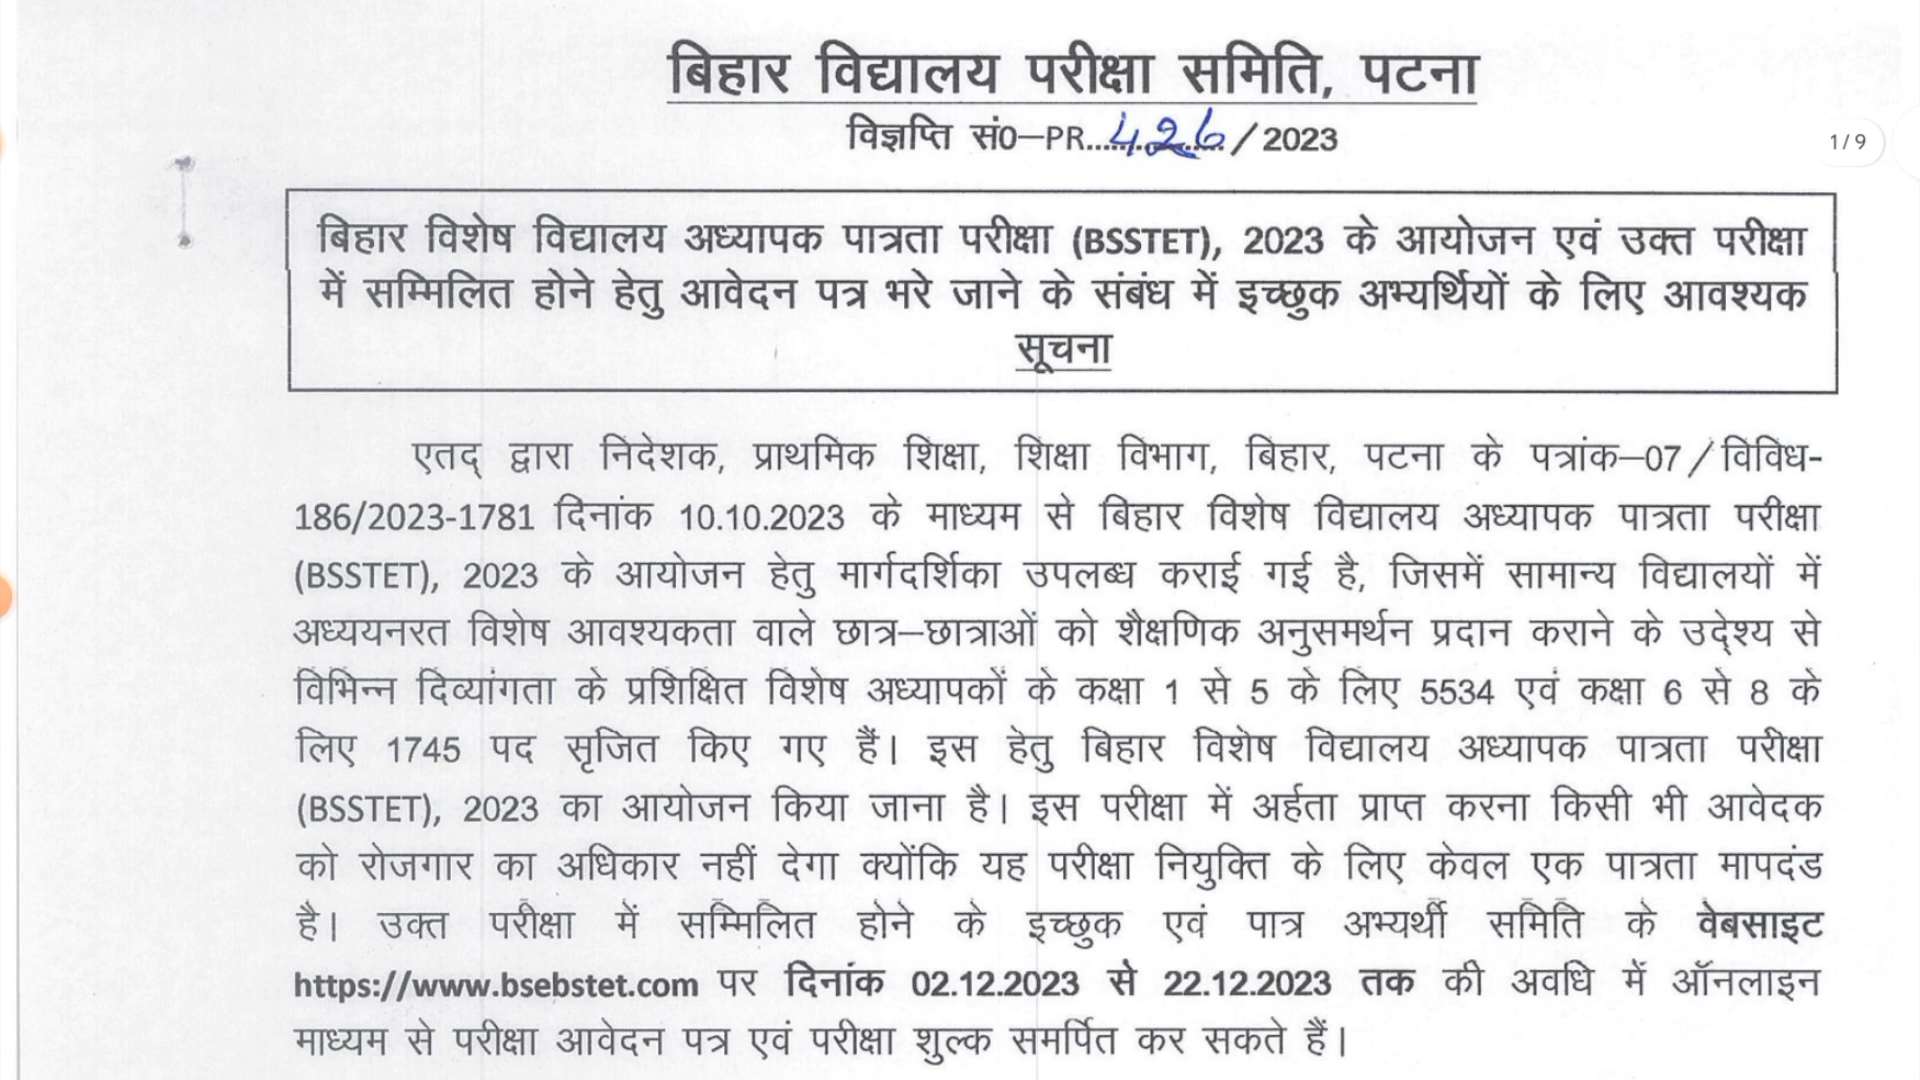 बिहार विद्यालय परीक्षा समिति, पटना
विज्ञप्ति सं0–PR....426..../2023
1/9
बिहार विशेष विद्यालय अध्यापक पात्रता परीक्षा (BSSTET), 2023 के आयोजन एवं उक्त परीक्षा
में सम्मिलित होने हेतु आवेदन पत्र भरे जाने के संबंध में इच्छुक अभ्यर्थियों के लिए आवश्यक
सूचना
एतद् द्वारा निदेशक, प्राथमिक शिक्षा, शिक्षा विभाग, बिहार, पटना के पत्रांक–07/विविध-
186/2023-1781 दिनांक 10.10.2023 के माध्यम से बिहार विशेष विद्यालय अध्यापक पात्रता परीक्षा
(BSSTET), 2023 के आयोजन हेतु मार्गदर्शिका उपलब्ध कराई गई है, जिसमें सामान्य विद्यालयों में
अध्ययनरत विशेष आवश्यकता वाले छात्र–छात्राओं को शैक्षणिक अनुसमर्थन प्रदान कराने के उद्देश्य से
विभिन्न दिव्यांगता के प्रशिक्षित विशेष अध्यापकों के कक्षा 1 से 5 के लिए 5534 एवं कक्षा 6 से 8 के
लिए 1745 पद सृजित किए गए हैं। इस हेतु बिहार विशेष विद्यालय अध्यापक पात्रता परीक्षा
(BSSTET), 2023 का आयोजन किया जाना है। इस परीक्षा में अर्हता प्राप्त करना किसी भी आवेदक
को रोजगार का अधिकार नहीं देगा क्योंकि यह परीक्षा नियुक्ति के लिए केवल एक पात्रता मापदंड
है। उक्त परीक्षा में सम्मिलित होने के इच्छुक एवं पात्र अभ्यर्थी समिति के वेबसाइट
https://www.bsebstet.com पर दिनांक 02.12.2023 से 22.12.2023 तक की अवधि में ऑनलाइन
माध्यम से परीक्षा आवेदन पत्र एवं परीक्षा शुल्क समर्पित कर सकते हैं।